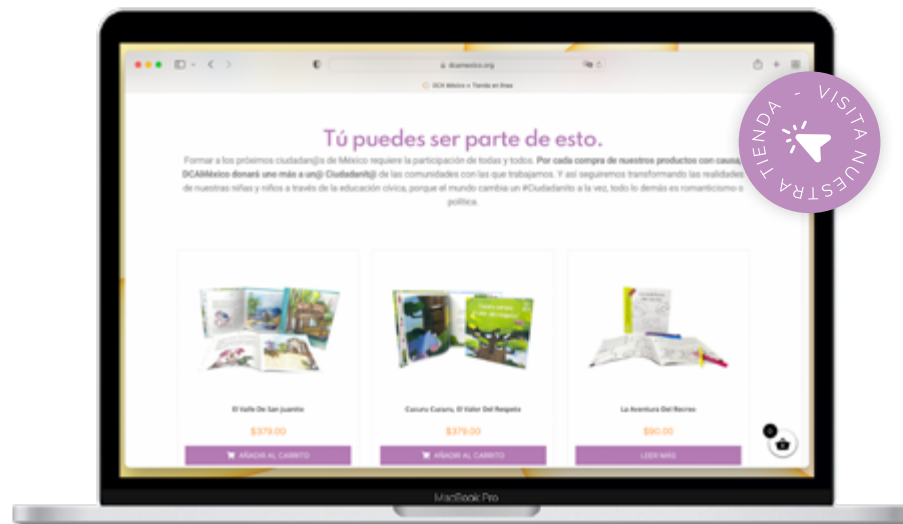 dcamexico.org
DCA México » Tienda en línea
VISITA NUESTRA TIENDA -
Tú puedes ser parte de esto.
Formar a los próximos ciudadan@s de México requiere la participación de todas y todos. Por cada compra de nuestros productos con causa,
DCAMéxico donará uno más a un@ Ciudadanit@ de las comunidades con las que trabajamos. Y así seguiremos transformando las realidades
de nuestras niñas y niños a través de la educación cívica, porque el mundo cambia un #Ciudadanito a la vez, todo lo demás es romanticismo o
política.
El Valle De San Juanito
Cucuru Cucuru, El Valor Del Respeto
La Aventura Del Recreo
$379.00
$379.00
$90.00
AÑADIR AL CARRITO
AÑADIR AL CARRITO
LEER MÁS
0
MacBook Pro